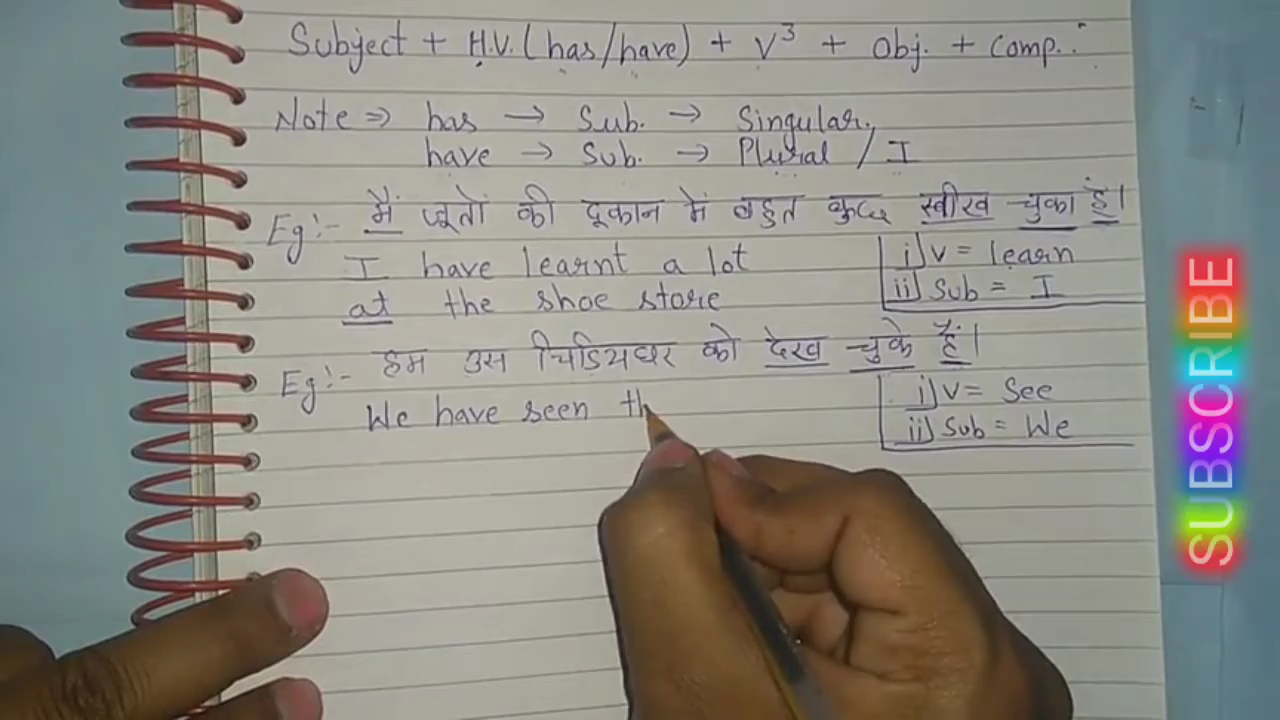 Subject + H.V. (has/have) + V³ + Obj. + Comp.
Note ⇒ has → Sub. → Singular.
have → Sub. → Plural / I
Eg:- मैं जूतों की दूकान में बहुत कुछ सीख चुका हूं।
I have learnt a lot
at the shoe store
i) V = learn
ii) Sub = I
Eg:- हम उस चिडियघर को देख चुके हैं।
We have seen th
i) V = See
ii) Sub = We
SUBSCRIBE